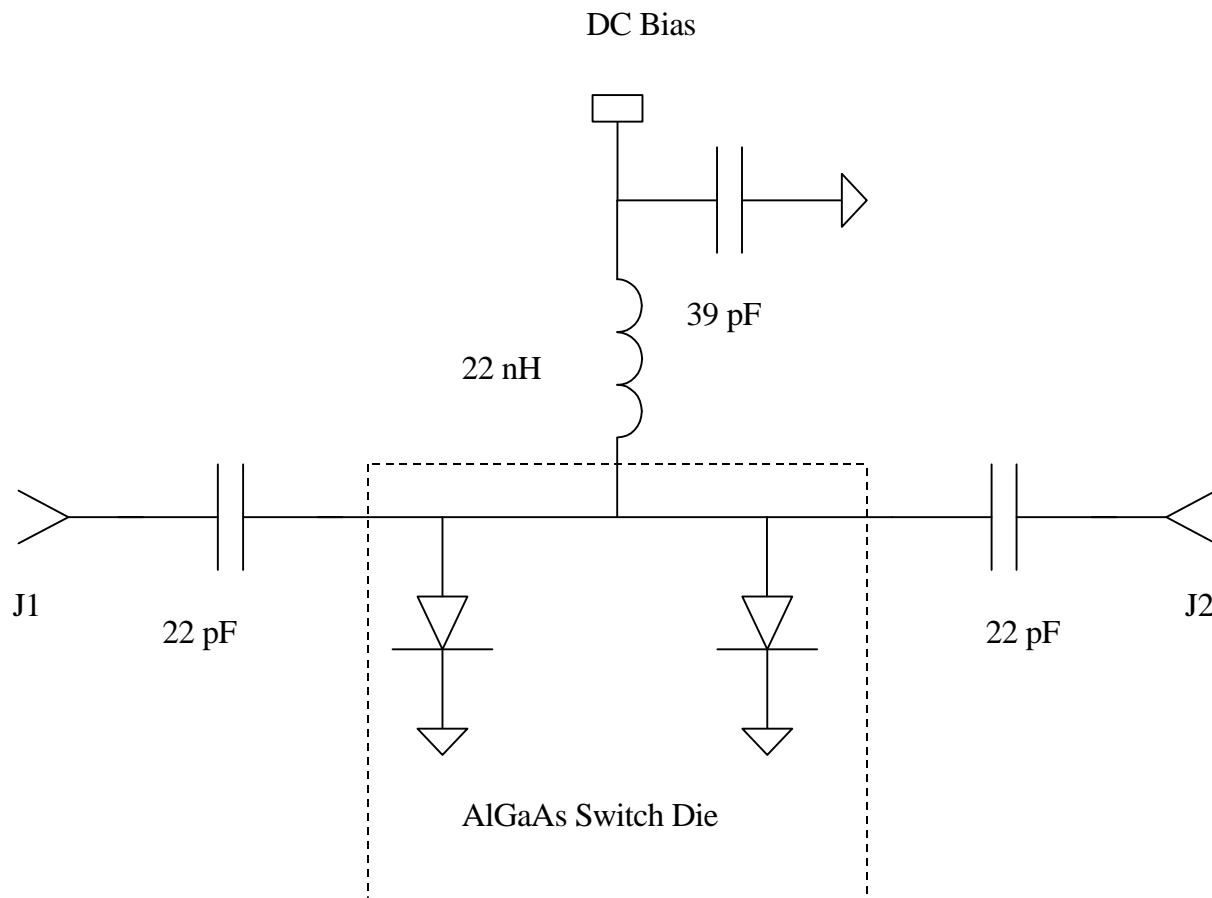 DC Bias
39 pF
22 nH
J1
J2
22 pF
22 pF
AlGaAs Switch Die